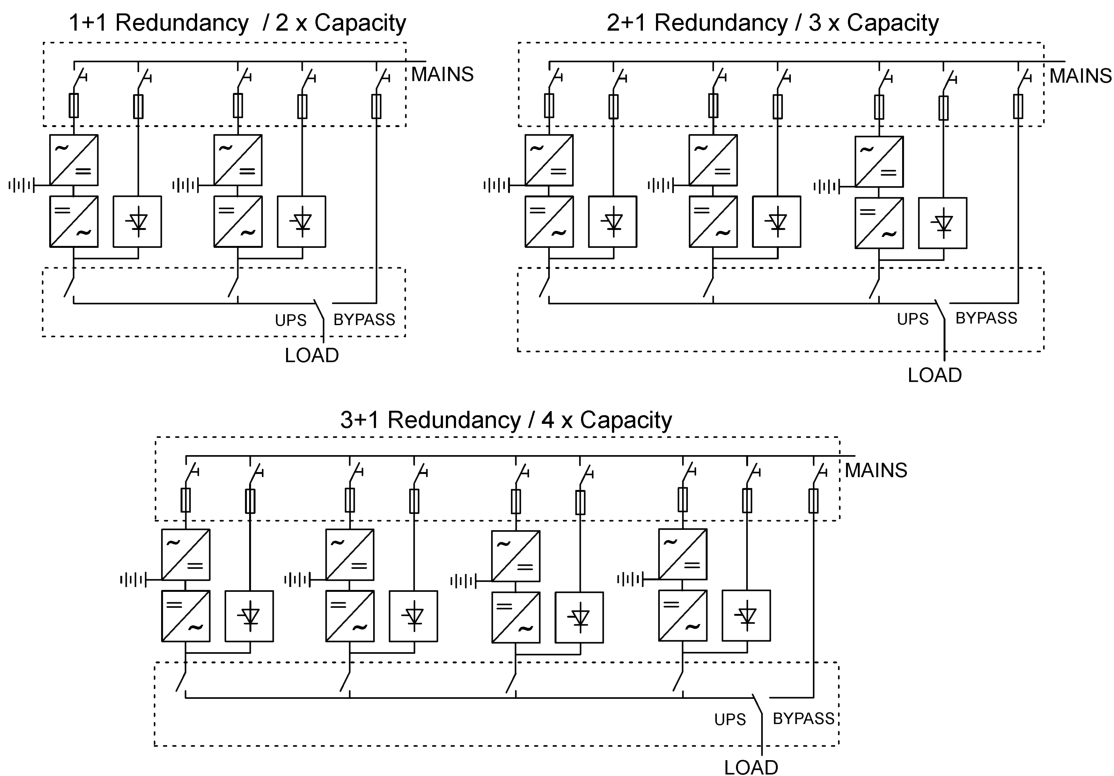 1+1 Redundancy / 2 x Capacity
MAINS
UPS
BYPASS
LOAD
2+1 Redundancy / 3 x Capacity
MAINS
UPS
BYPASS
LOAD
3+1 Redundancy / 4 x Capacity
MAINS
UPS
BYPASS
LOAD